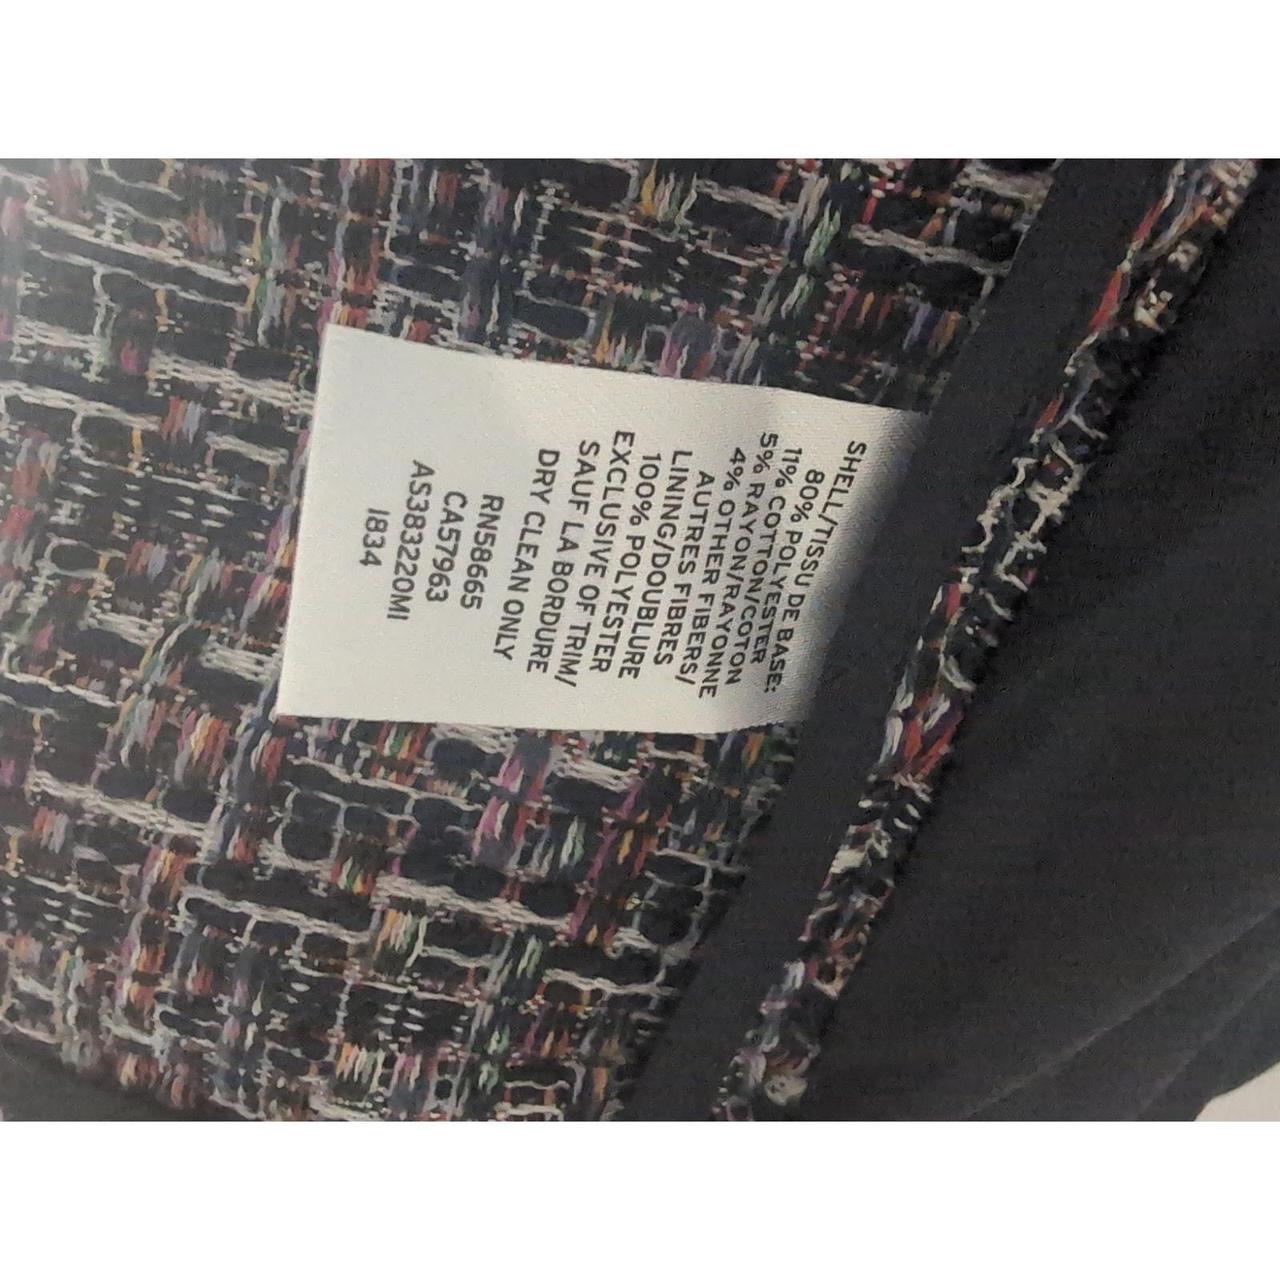 SHELL/TISSU DE BASE:
80% POLYESTER
11% COTTON/COTON
5% RAYON/RAYONNE
4% OTHER FIBERS/
AUTRES FIBRES
LINING/DOUBLURE
100% POLYESTER
EXCLUSIVE OF TRIM/
SAUF LA BORDURE
DRY CLEAN ONLY
RN58665
CA57963
AS383220MI
1834